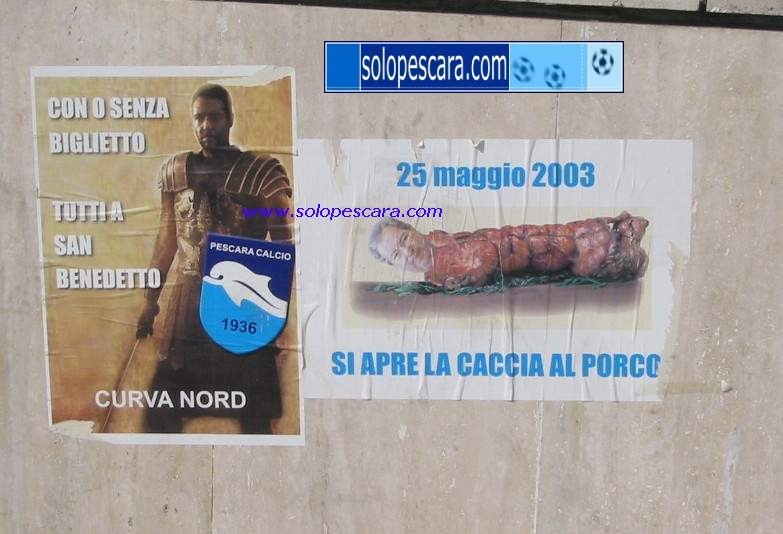 solopescara.com
CON O SENZA
BIGLIETTO
TUTTI A
SAN
BENEDETTO
PESCARA CALCIO
1936
CURVA NORD
www.solopescara.com
25 maggio 2003
SI APRE LA CACCIA AL PORCO